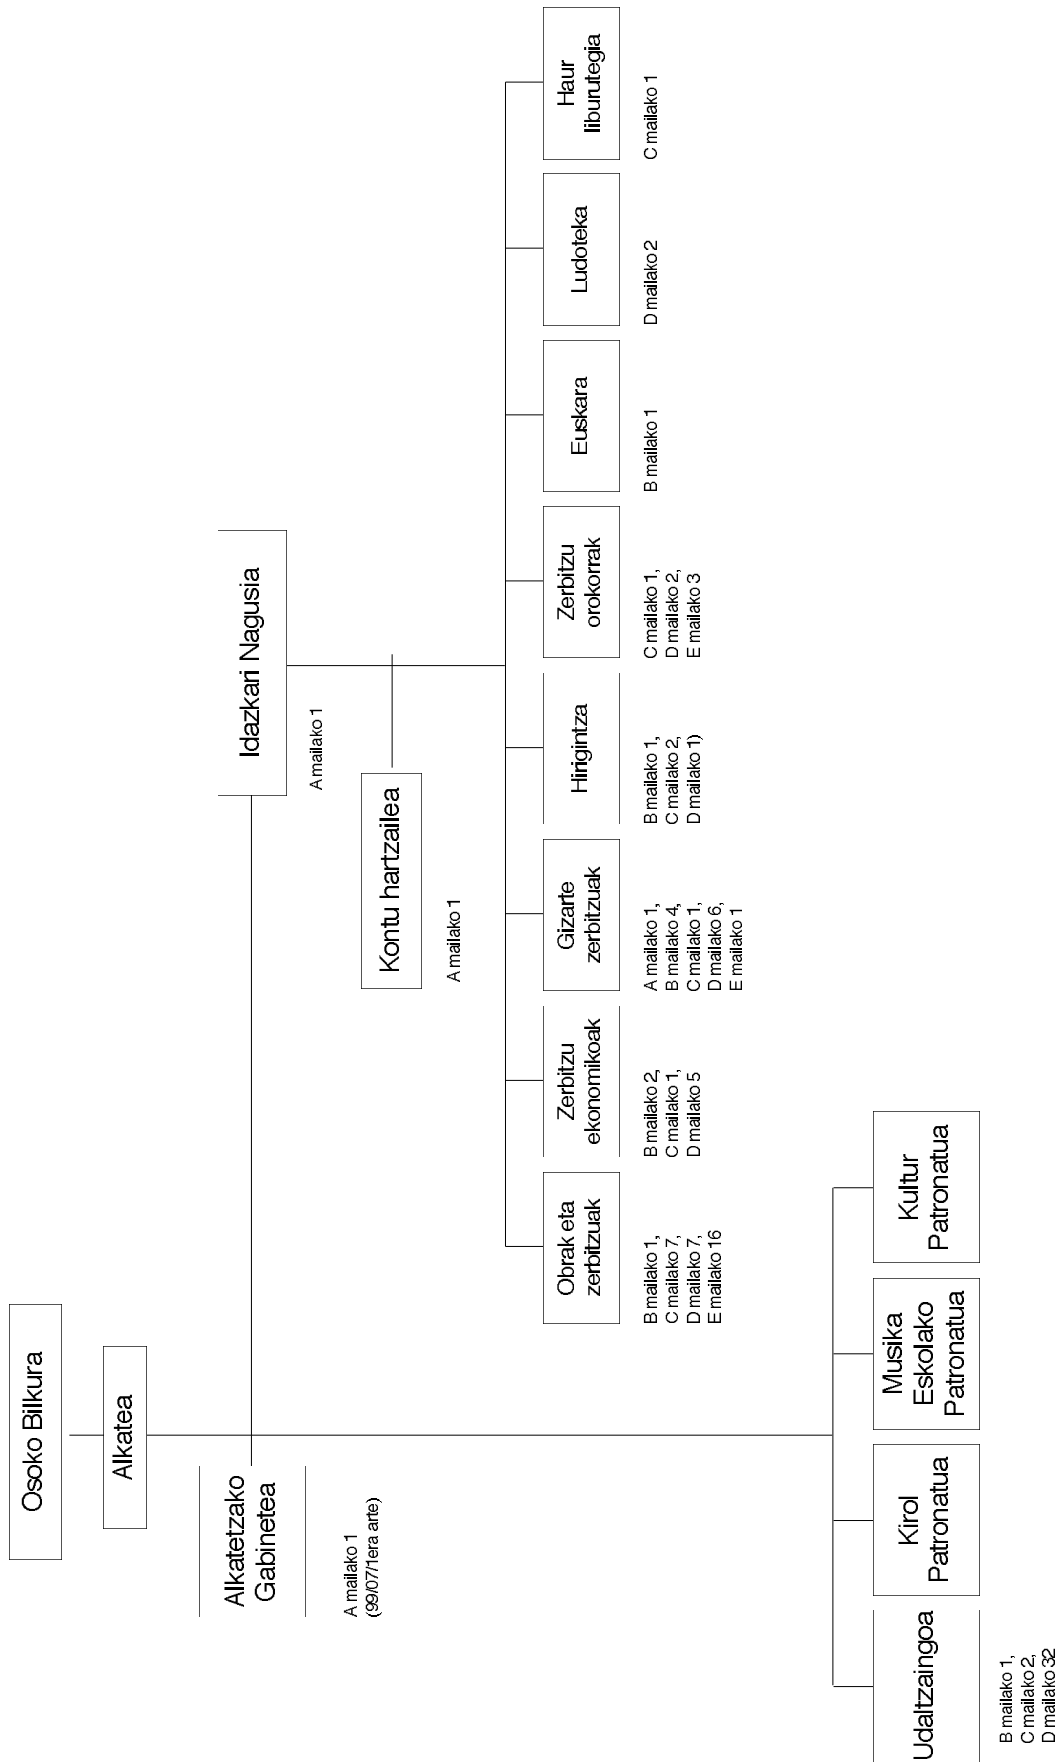 Osoko Bilkura
Alkatea
Alkatetzako
Gabinetea
A mailako 1
(99/07/1era arte)
Idazkari Nagusia
A mailako 1
Kontu hartzailea
A mailako 1
Obrak eta
zerbitzuak
B mailako 1,
C mailako 7,
D mailako 7,
E mailako 16
Zerbitzu
ekonomikoak
B mailako 2,
C mailako 1,
D mailako 5
Gizarte
zerbitzuak
A mailako 1,
B mailako 4,
C mailako 1,
D mailako 6,
E mailako 1
Hirigintza
B mailako 1,
C mailako 2,
D mailako 1)
Zerbitzu
orokorrak
C mailako 1,
D mailako 2,
E mailako 3
Euskara
B mailako 1
Ludoteka
D mailako 2
Haur
liburutegia
C mailako 1
Udaltzaingoa
B mailako 1,
C mailako 2,
D mailako 32
Kirol
Patronatua
Musika
Eskolako
Patronatua
Kultur
Patronatua